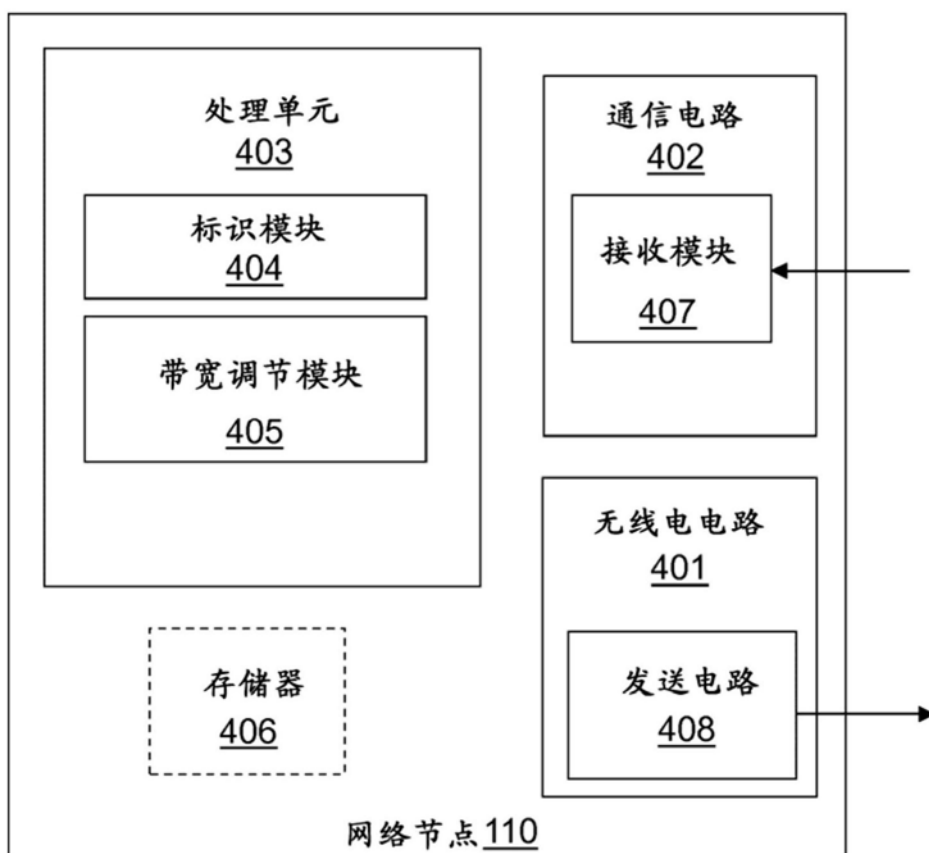 处理单元
403
标识模块
404
带宽调节模块
405
存储器
406
通信电路
402
接收模块
407
无线电电路
401
发送电路
408
网络节点110